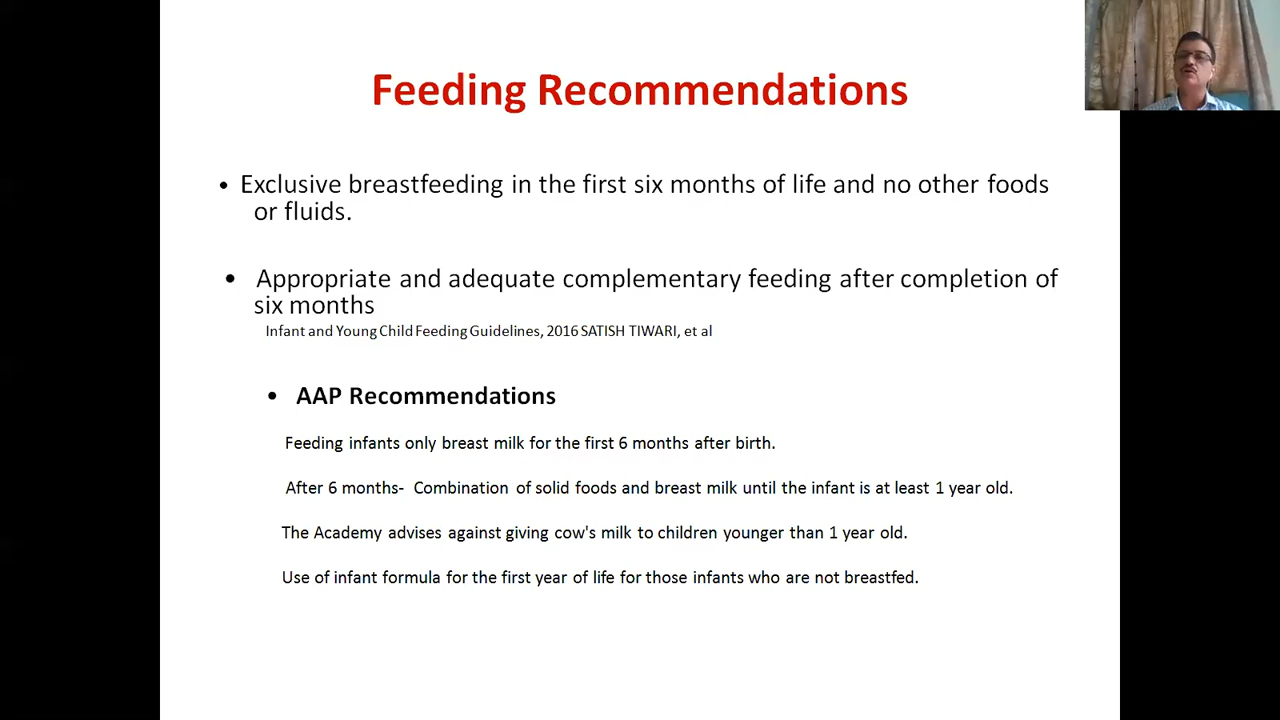 Feeding Recommendations
• Exclusive breastfeeding in the first six months of life and no other foods
or fluids.
• Appropriate and adequate complementary feeding after completion of
six months
Infant and Young Child Feeding Guidelines, 2016 SATISH TIWARI, et al
• AAP Recommendations
Feeding infants only breast milk for the first 6 months after birth.
After 6 months- Combination of solid foods and breast milk until the infant is at least 1 year old.
The Academy advises against giving cow's milk to children younger than 1 year old.
Use of infant formula for the first year of life for those infants who are not breastfed.